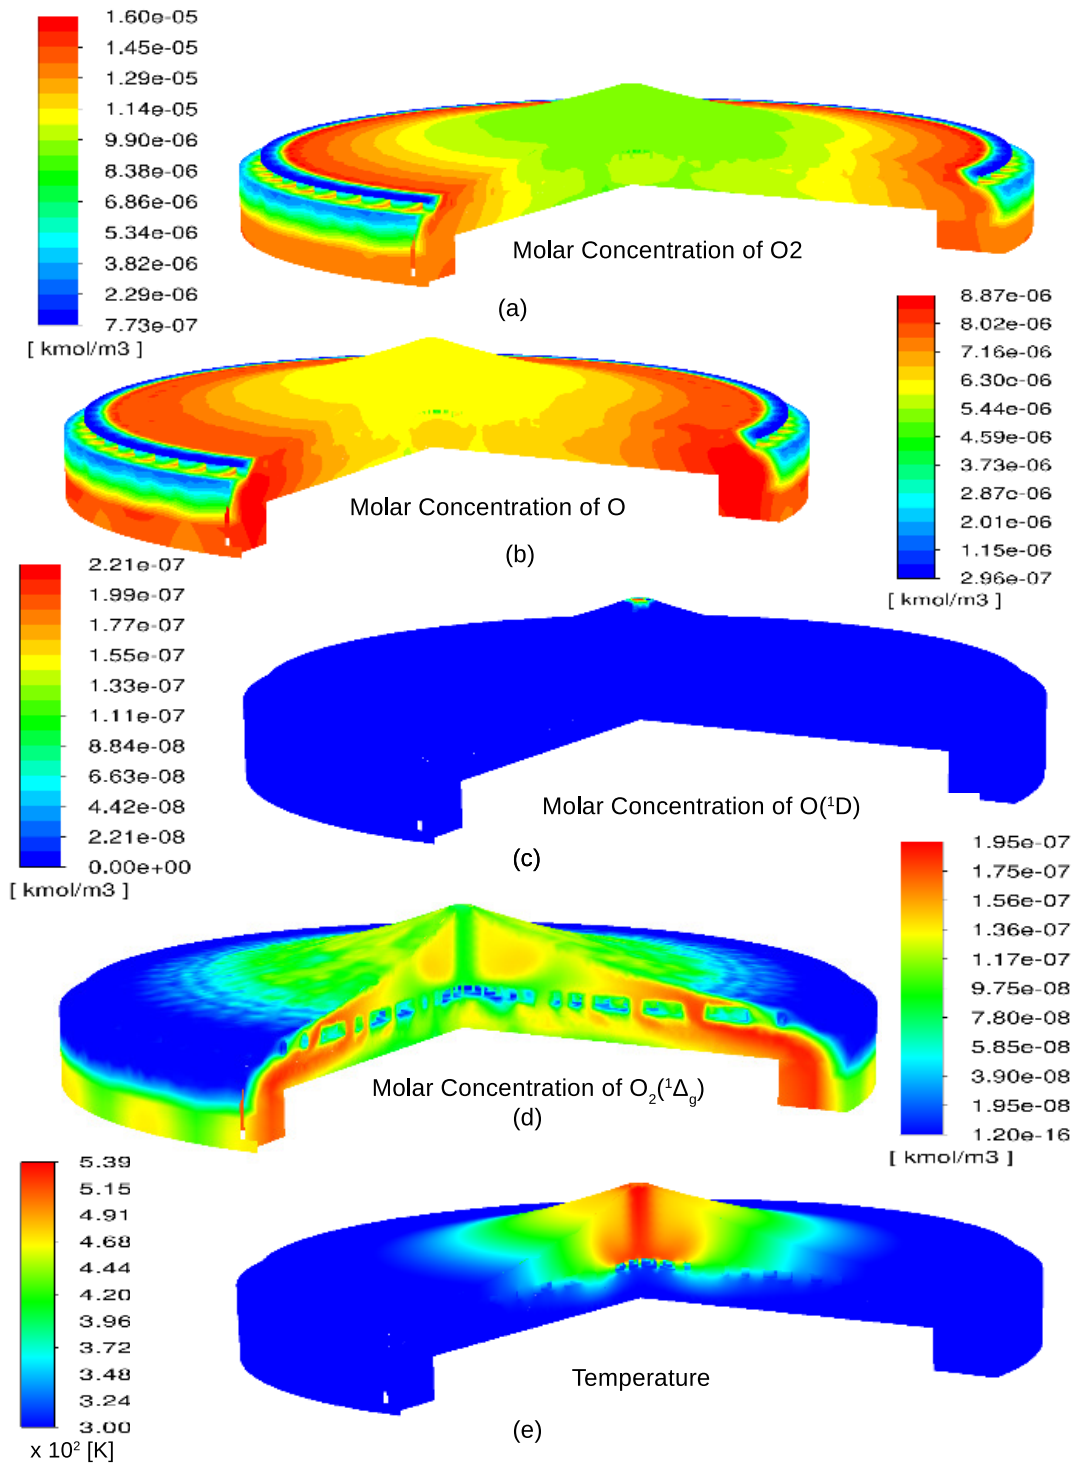 1.60e-05
1.45e-05
1.29e-05
1.14e-05
9.90e-06
8.38e-06
6.86e-06
5.34e-06
3.82e-06
2.29e-06
7.73e-07
[ kmol/m3 ]
Molar Concentration of O2
(a)
8.87e-06
8.02e-06
7.16e-06
6.30e-06
5.44e-06
4.59e-06
3.73e-06
2.87e-06
2.01e-06
1.15e-06
2.96e-07
[ kmol/m3 ]
Molar Concentration of O
(b)
2.21e-07
1.99e-07
1.77e-07
1.55e-07
1.33e-07
1.11e-07
8.84e-08
6.63e-08
4.42e-08
2.21e-08
0.00e+00
[ kmol/m3 ]
Molar Concentration of O(¹D)
(c)
1.95e-07
1.75e-07
1.56e-07
1.36e-07
1.17e-07
9.75e-08
7.80e-08
5.85e-08
3.90e-08
1.95e-08
1.20e-16
[ kmol/m3 ]
Molar Concentration of O₂(¹Δg)
(d)
5.39
5.15
4.91
4.68
4.44
4.20
3.96
3.72
3.48
3.24
3.00
x 10² [K]
Temperature
(e)